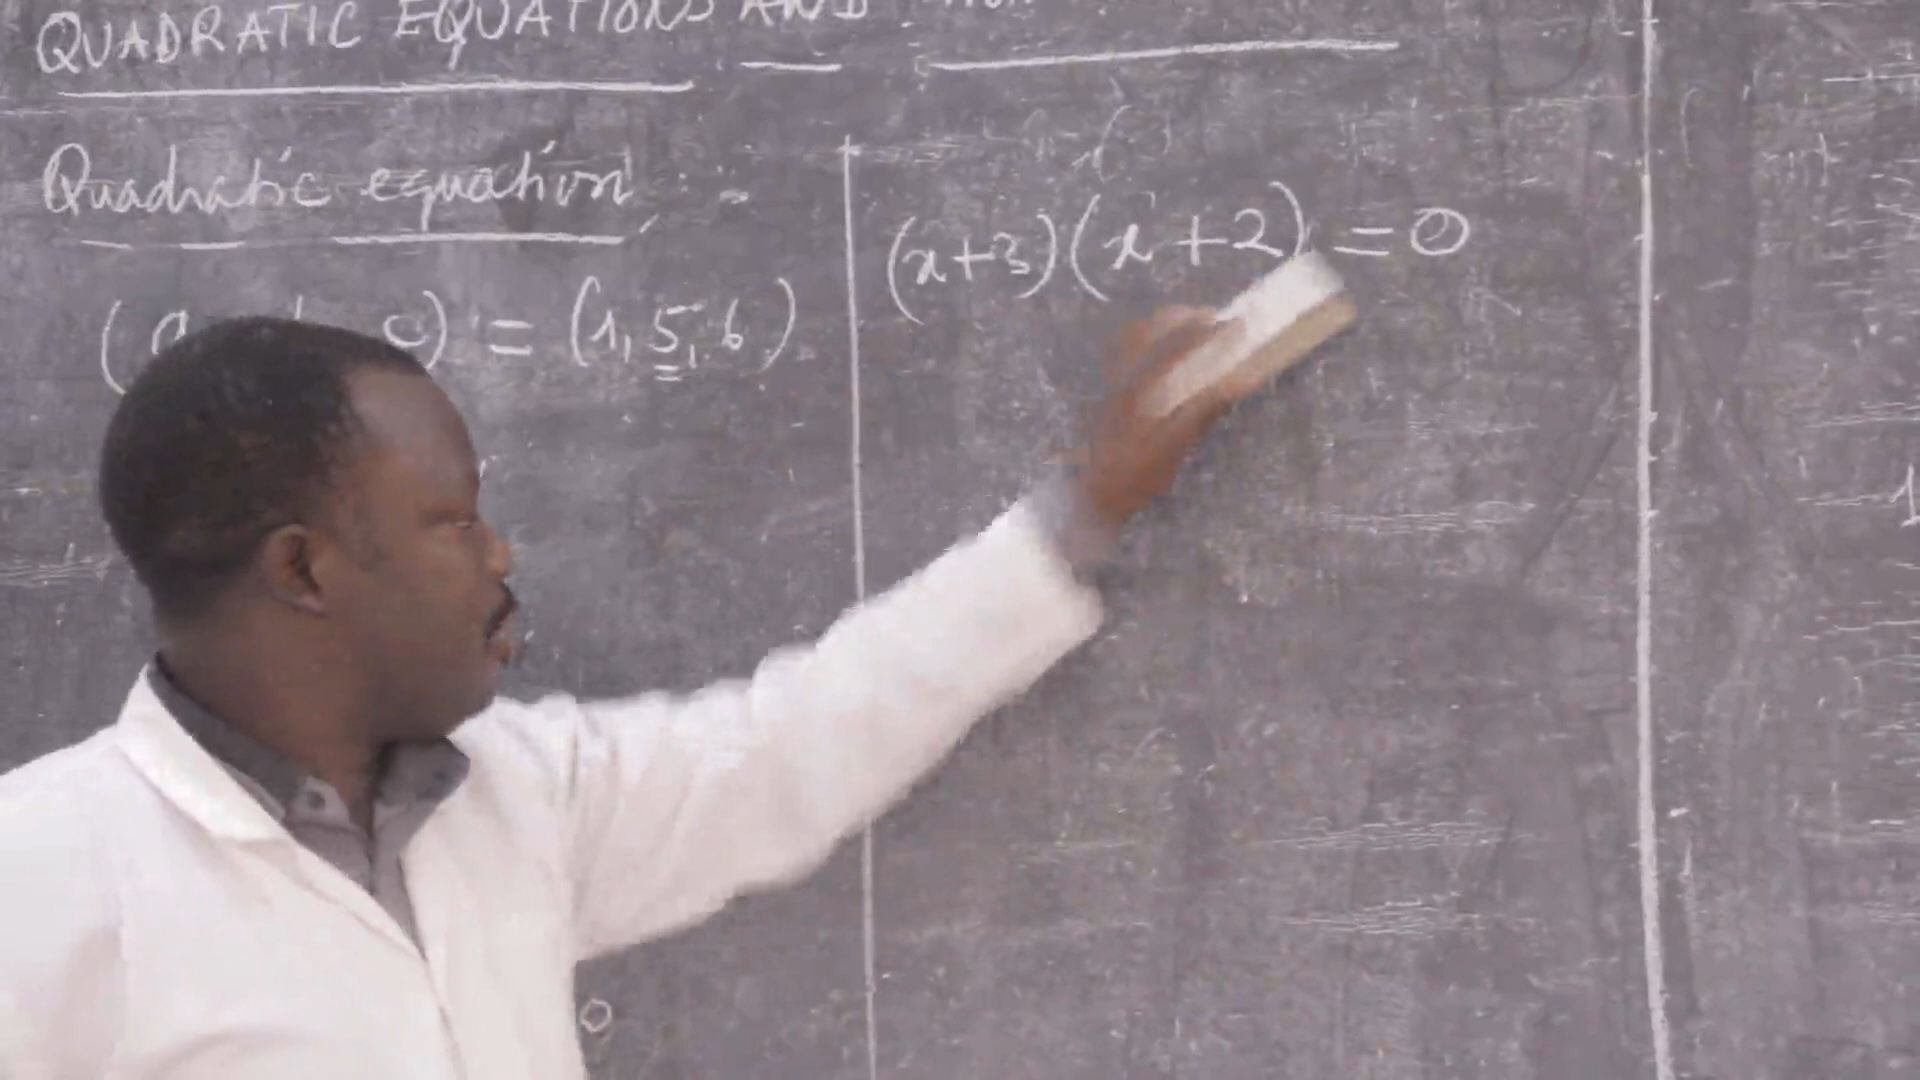 QUADRATIC EQUATIONS AND
Quadratic equation : -
) = (1, 5, 6)
(x+3)(x+2) = 0